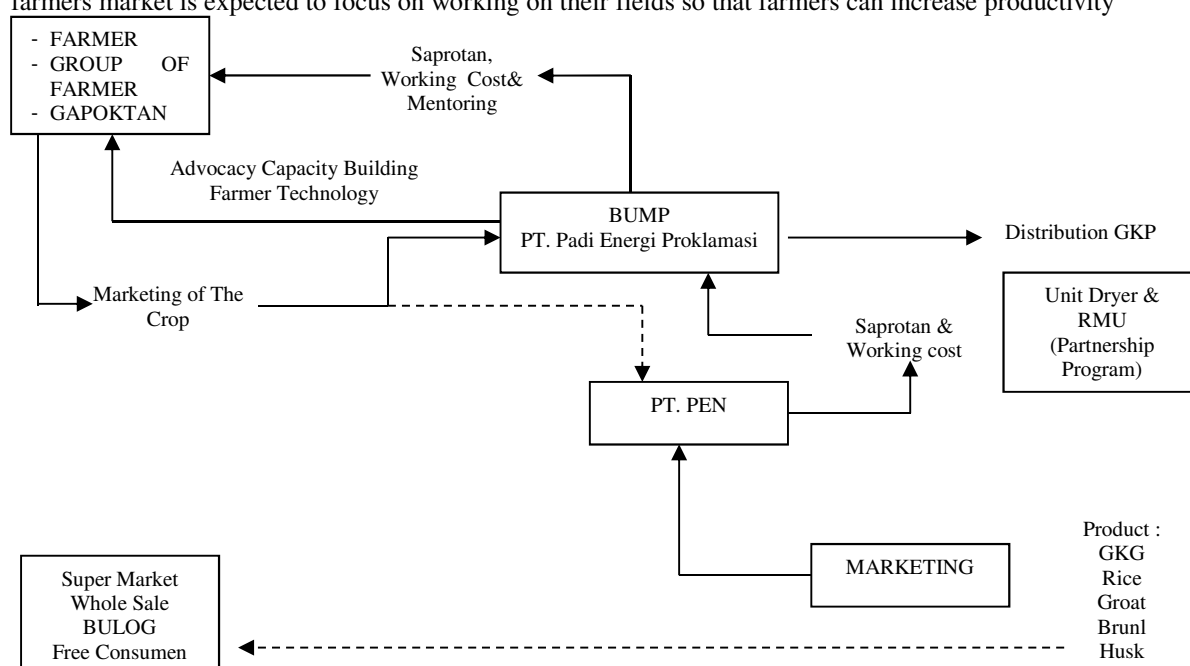 farmers market is expected to focus on working on their fields so that farmers can increase productivity
- FARMER
- GROUP OF
FARMER
- GAPOKTAN
Saprotan,
Working Cost&
Mentoring
Advocacy Capacity Building
Farmer Technology
BUMP
PT. Padi Energi Proklamasi
Distribution GKP
Marketing of The
Crop
Unit Dryer &
RMU
(Partnership
Program)
Saprotan &
Working cost
PT. PEN
MARKETING
Product :
GKG
Rice
Groat
Brunl
Husk
Super Market
Whole Sale
BULOG
Free Consumen